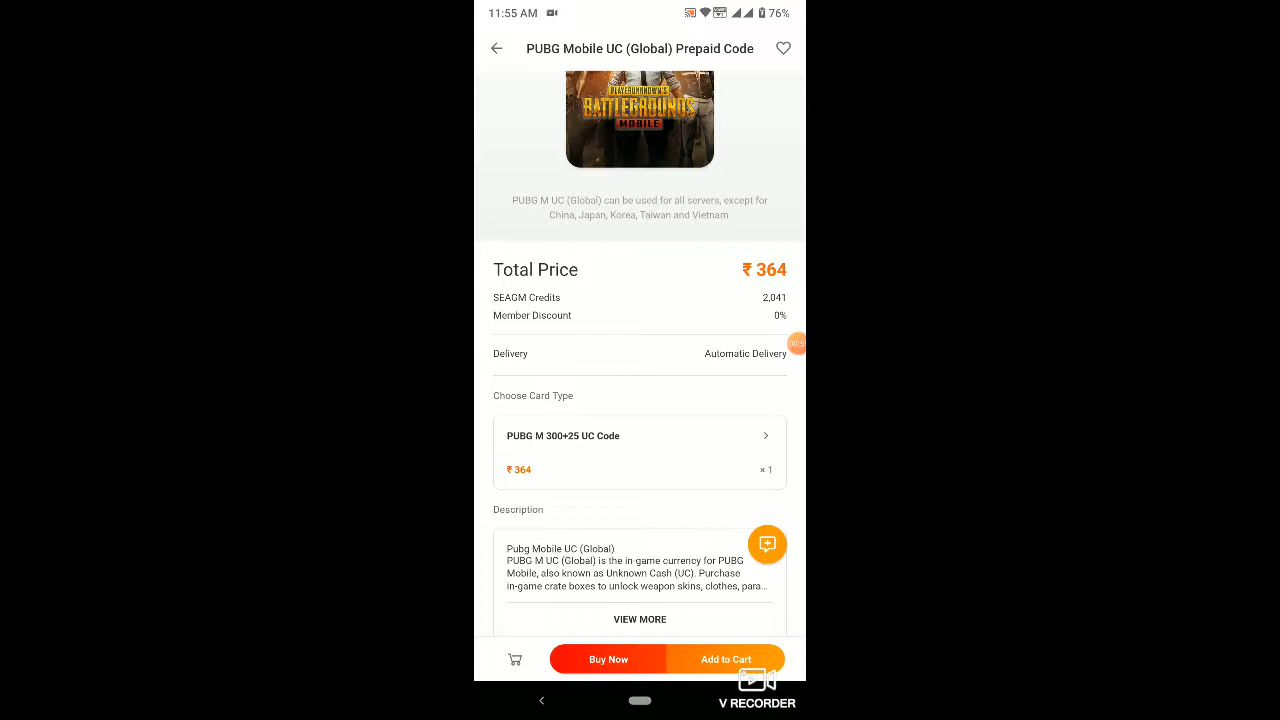 11:55 AM
76%
PUBG Mobile UC (Global) Prepaid Code
PLAYERUNKNOWN'S
BATTLEGROUNDS
MOBILE
PUBG M UC (Global) can be used for all servers, except for
China, Japan, Korea, Taiwan and Vietnam
Total Price
₹ 364
SEAGM Credits
2,041
Member Discount
0%
Delivery
Automatic Delivery
Choose Card Type
PUBG M 300+25 UC Code
₹ 364
× 1
Description
Pubg Mobile UC (Global)
PUBG M UC (Global) is the in-game currency for PUBG
Mobile, also known as Unknown Cash (UC). Purchase
in-game crate boxes to unlock weapon skins, clothes, para...
VIEW MORE
Buy Now
Add to Cart
V RECORDER